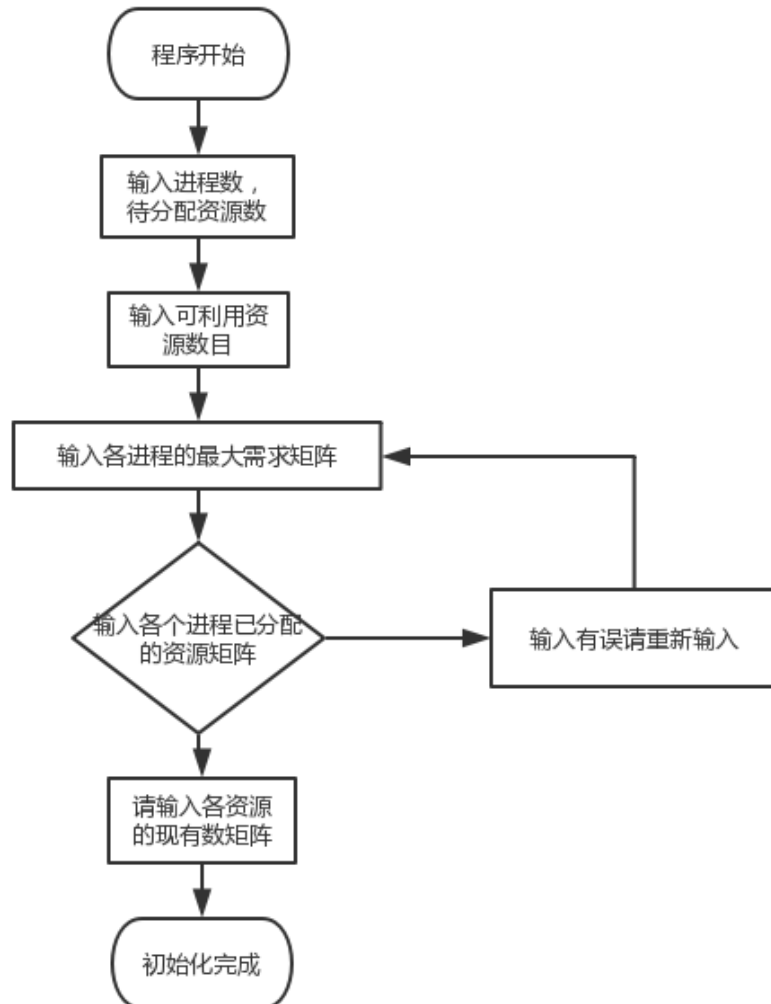 程序开始
输入进程数，
待分配资源数
输入可利用资
源数目
输入各进程的最大需求矩阵
输入各个进程已分配
的资源矩阵
输入有误请重新输入
请输入各资源
的现有数矩阵
初始化完成